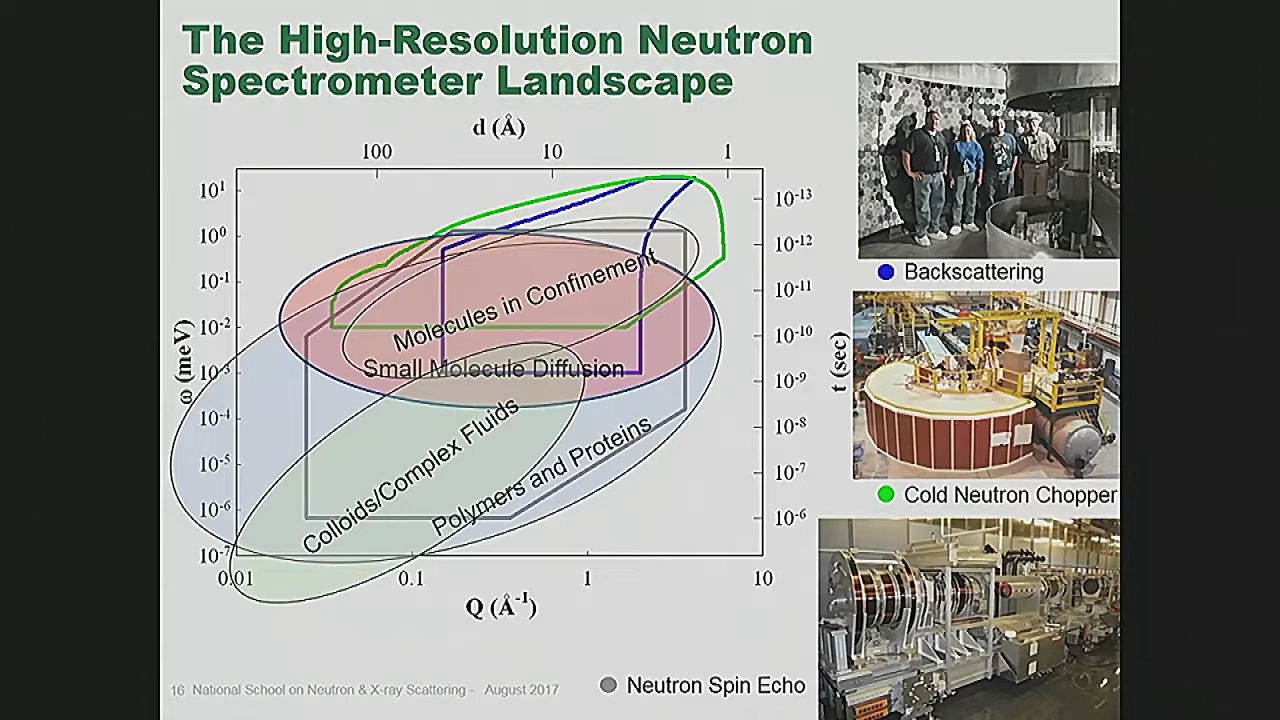 The High-Resolution Neutron
Spectrometer Landscape
d (Å)
100 10 1
10¹
10⁰
10⁻¹
10⁻²
10⁻³
10⁻⁴
10⁻⁵
10⁻⁶
10⁻⁷
ω (meV)
Molecules in Confinement
Small Molecule Diffusion
Colloids/Complex Fluids
Polymers and Proteins
10⁻¹³
10⁻¹²
10⁻¹¹
10⁻¹⁰
10⁻⁹
10⁻⁸
10⁻⁷
10⁻⁶
t (sec)
0.01 0.1 1 10
Q (Å⁻¹)
Backscattering
Cold Neutron Chopper
Neutron Spin Echo
16 National School on Neutron & X-ray Scattering - August 2017